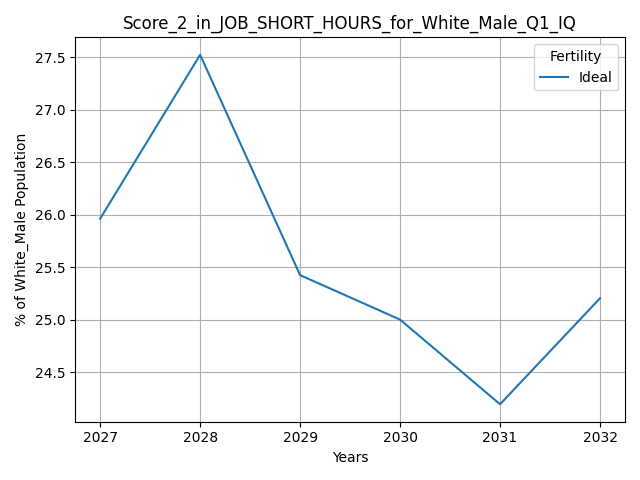 Score_2_in_JOB_SHORT_HOURS_for_White_Male_Q1_IQ
Fertility
Ideal
% of White_Male Population
27.5
27.0
26.5
26.0
25.5
25.0
24.5
2027 2028 2029 2030 2031 2032
Years